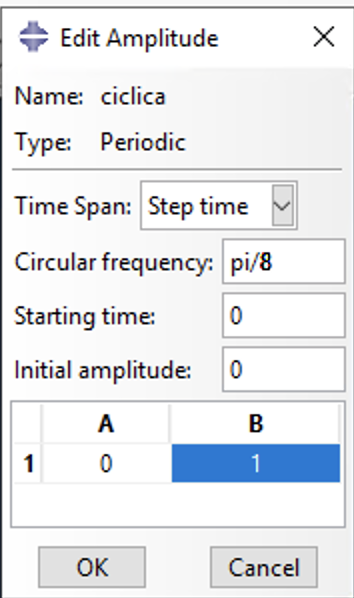 Edit Amplitude
Name: ciclica
Type: Periodic
Time Span: Step time
Circular frequency: pi/8
Starting time: 0
Initial amplitude: 0
A B
1 0 1
OK Cancel